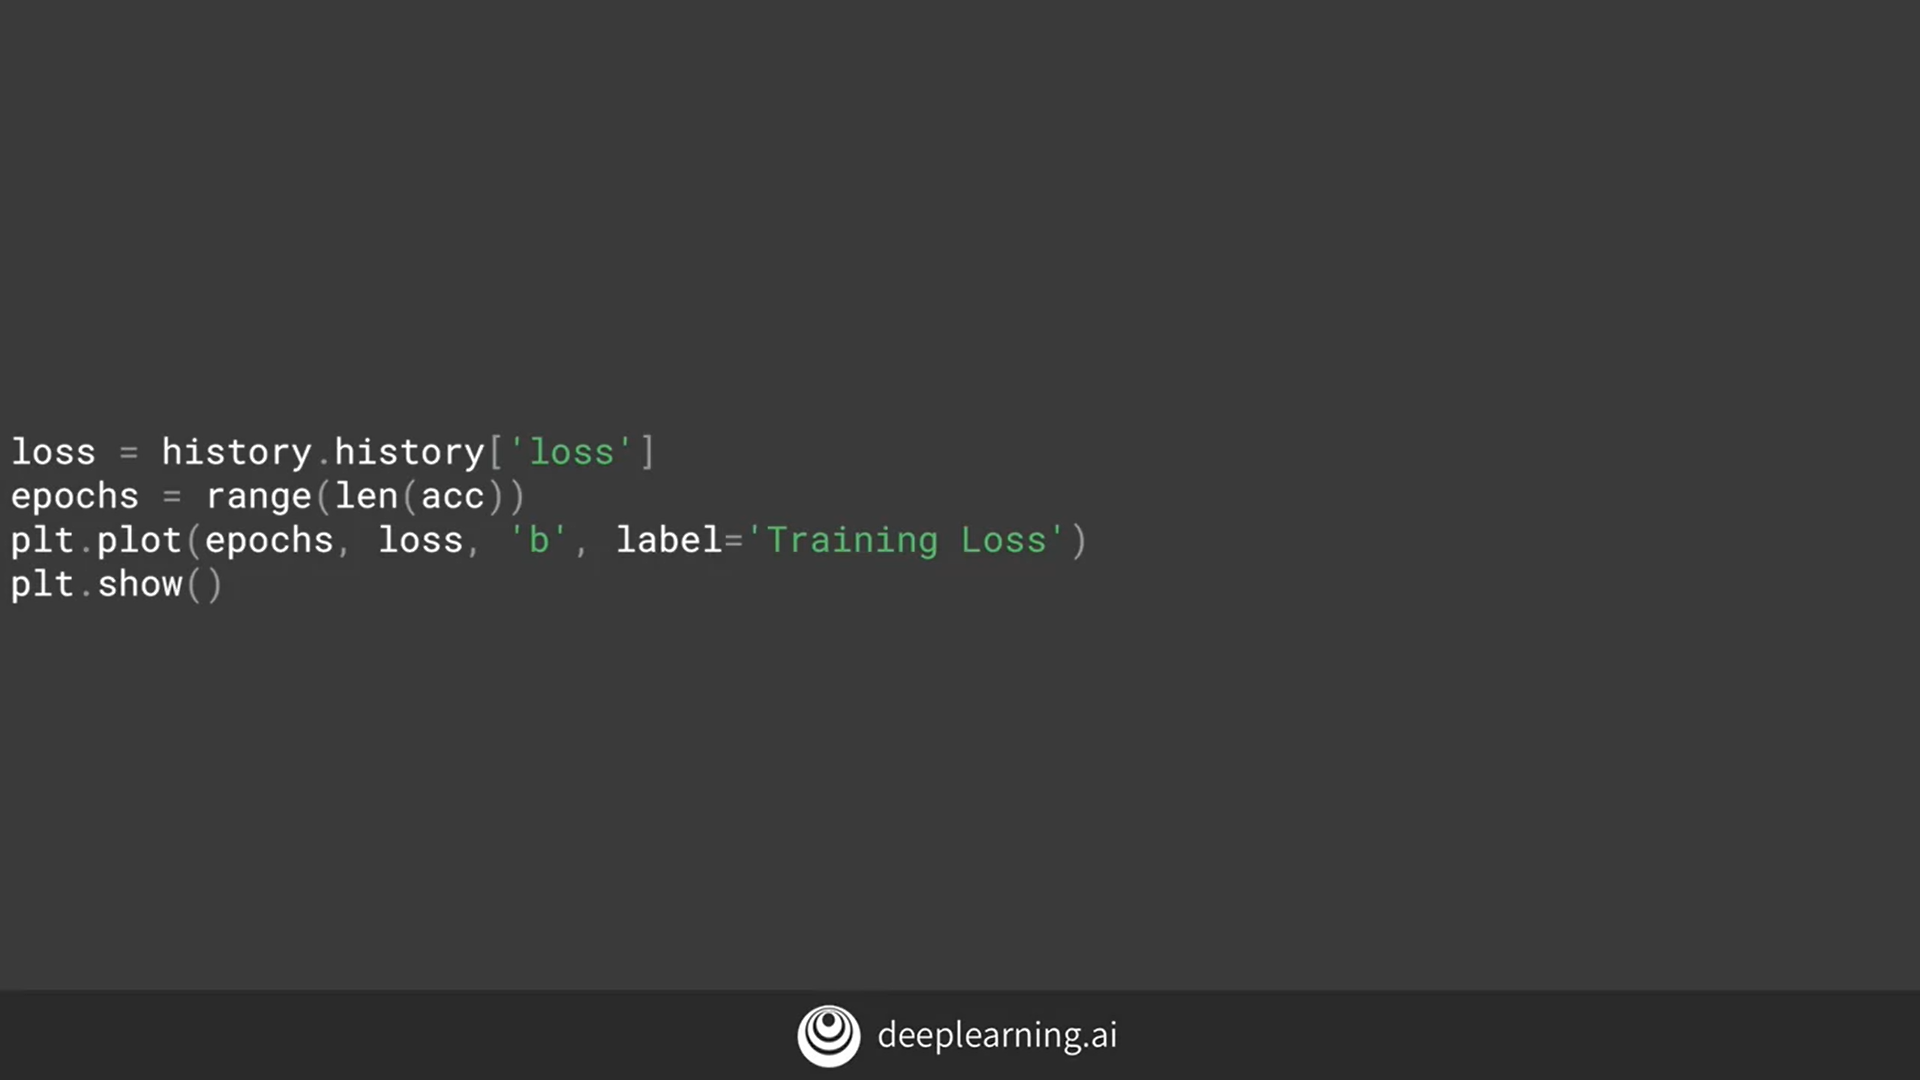 loss = history.history['loss']
epochs = range(len(acc))
plt.plot(epochs, loss, 'b', label='Training Loss')
plt.show()
deeplearning.ai